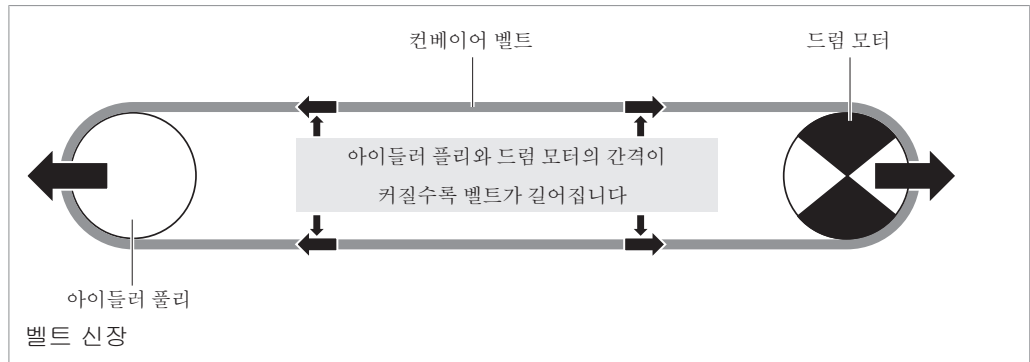 컨베이어 벨트
드럼 모터
아이들러 플리와 드럼 모터의 간격이
커질수록 벨트가 길어집니다
아이들러 풀리
벨트 신장